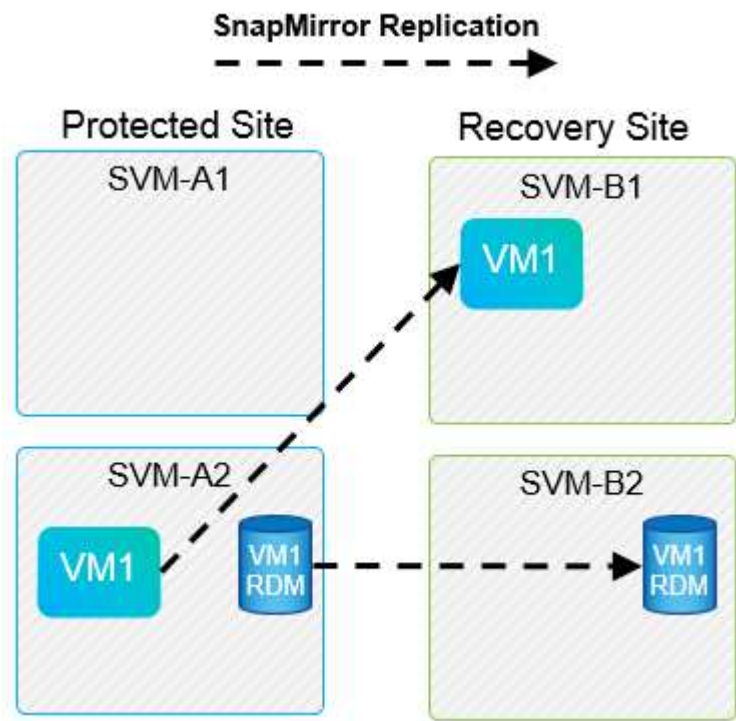 SnapMirror Replication
Protected Site
Recovery Site
SVM-A1
SVM-B1
VM1
SVM-A2
SVM-B2
VM1
VM1
RDM
VM1
RDM